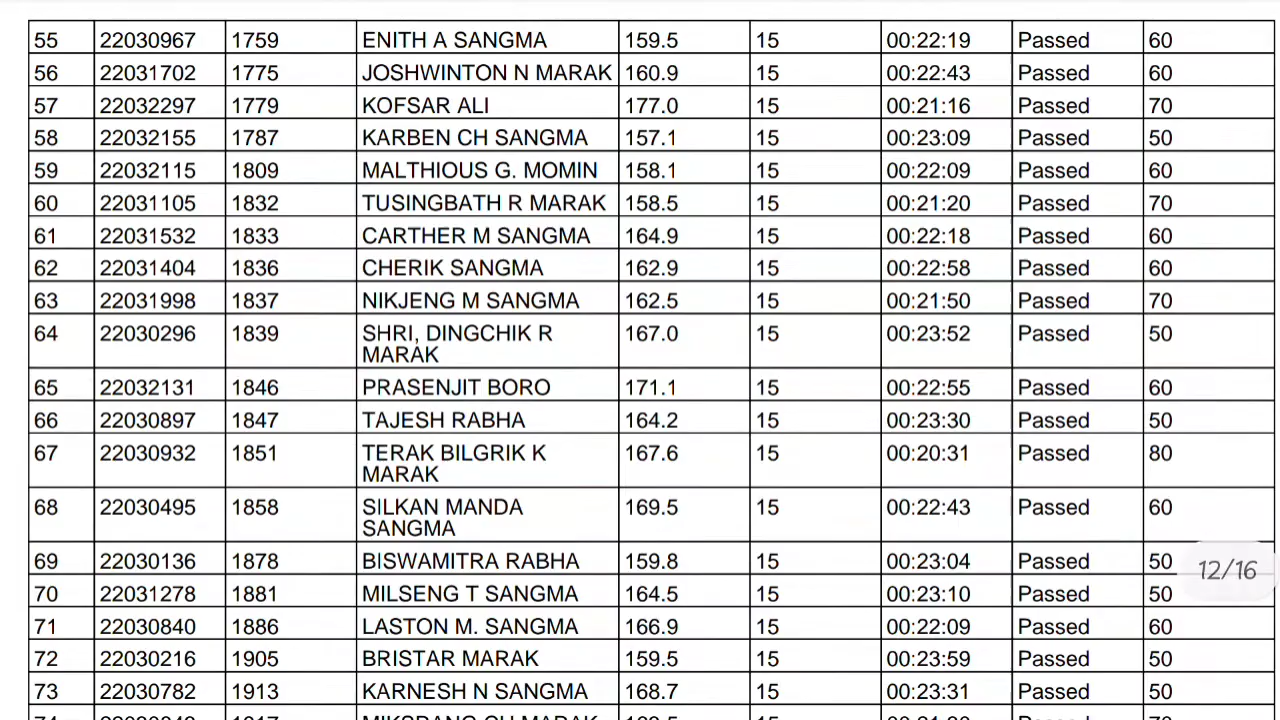 55 22030967 1759 ENITH A SANGMA 159.5 15 00:22:19 Passed 60
56 22031702 1775 JOSHWINTON N MARAK 160.9 15 00:22:43 Passed 60
57 22032297 1779 KOFSAR ALI 177.0 15 00:21:16 Passed 70
58 22032155 1787 KARBEN CH SANGMA 157.1 15 00:23:09 Passed 50
59 22032115 1809 MALTHIOUS G. MOMIN 158.1 15 00:22:09 Passed 60
60 22031105 1832 TUSINGBATH R MARAK 158.5 15 00:21:20 Passed 70
61 22031532 1833 CARTHER M SANGMA 164.9 15 00:22:18 Passed 60
62 22031404 1836 CHERIK SANGMA 162.9 15 00:22:58 Passed 60
63 22031998 1837 NIKJENG M SANGMA 162.5 15 00:21:50 Passed 70
64 22030296 1839 SHRI, DINGCHIK R 167.0 15 00:23:52 Passed 50
MARAK
65 22032131 1846 PRASENJIT BORO 171.1 15 00:22:55 Passed 60
66 22030897 1847 TAJESH RABHA 164.2 15 00:23:30 Passed 50
67 22030932 1851 TERAK BILGRIK K 167.6 15 00:20:31 Passed 80
MARAK
68 22030495 1858 SILKAN MANDA 169.5 15 00:22:43 Passed 60
SANGMA
69 22030136 1878 BISWAMITRA RABHA 159.8 15 00:23:04 Passed 50
12/16
70 22031278 1881 MILSENG T SANGMA 164.5 15 00:23:10 Passed 50
71 22030840 1886 LASTON M. SANGMA 166.9 15 00:22:09 Passed 60
72 22030216 1905 BRISTAR MARAK 159.5 15 00:23:59 Passed 50
73 22030782 1913 KARNESH N SANGMA 168.7 15 00:23:31 Passed 50